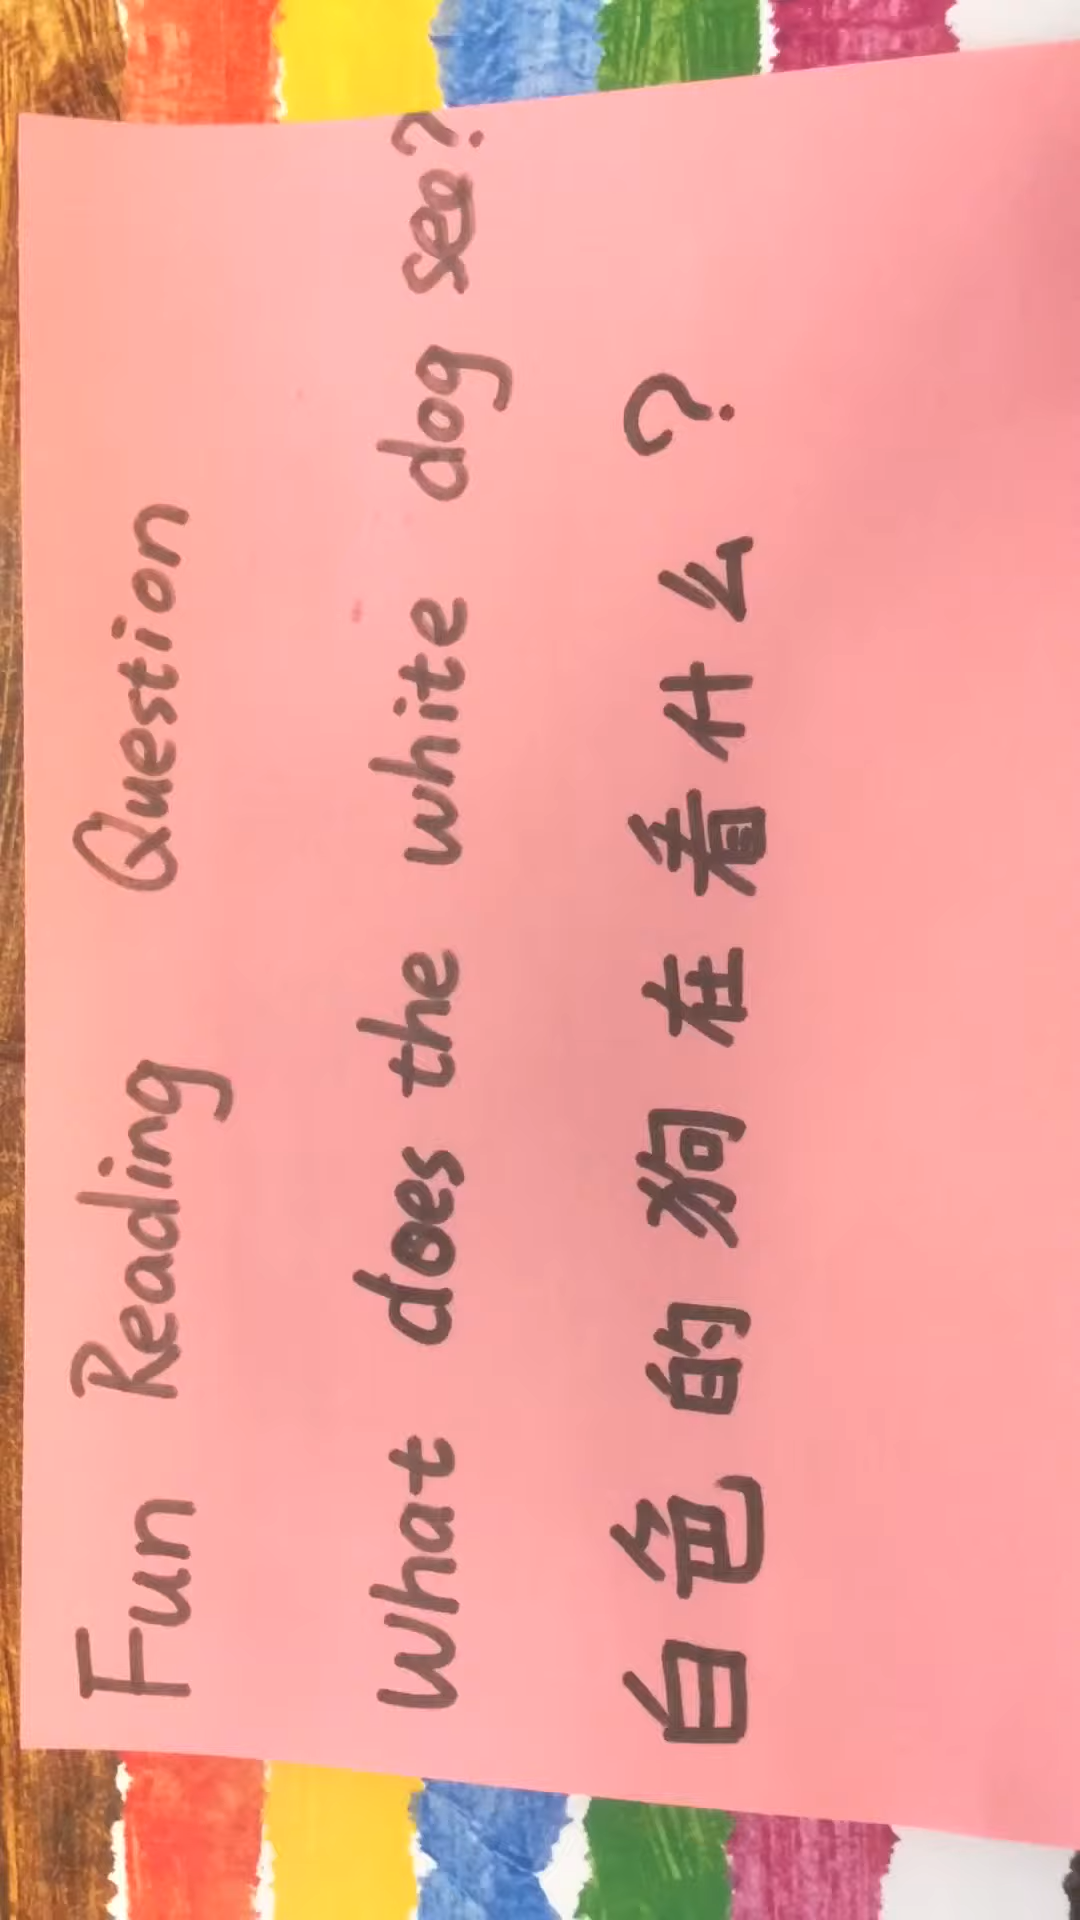 Fun Reading Question
What does the white dog see?
白色的狗在看什么？